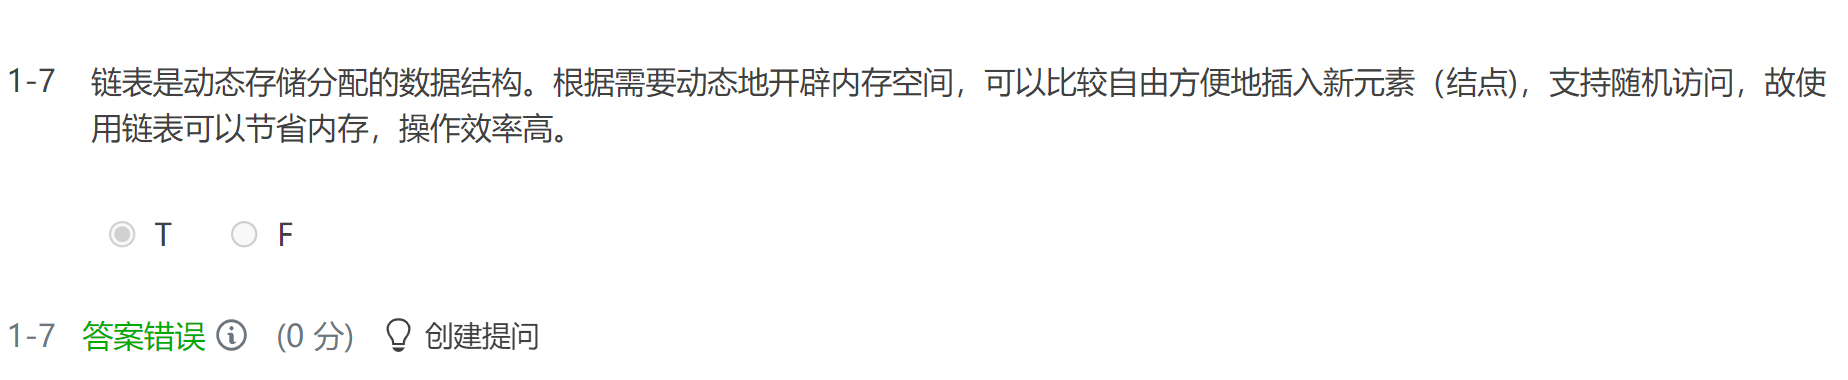 1-7 链表是动态存储分配的数据结构。根据需要动态地开辟内存空间，可以比较自由方便地插入新元素（结点)，支持随机访问，故使
用链表可以节省内存，操作效率高。
T F
1-7 答案错误 (0 分) 创建提问